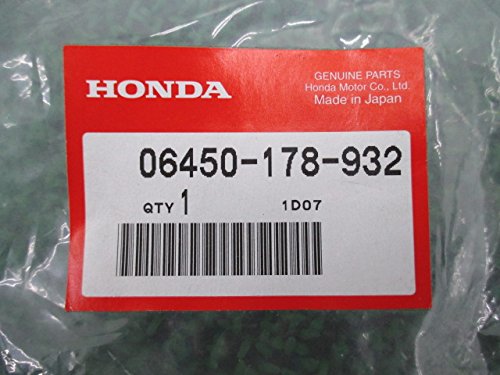 HONDA
GENUINE PARTS
Honda Motor Co., Ltd.
Made in Japan
06450-178-932
QTY 1 1D07